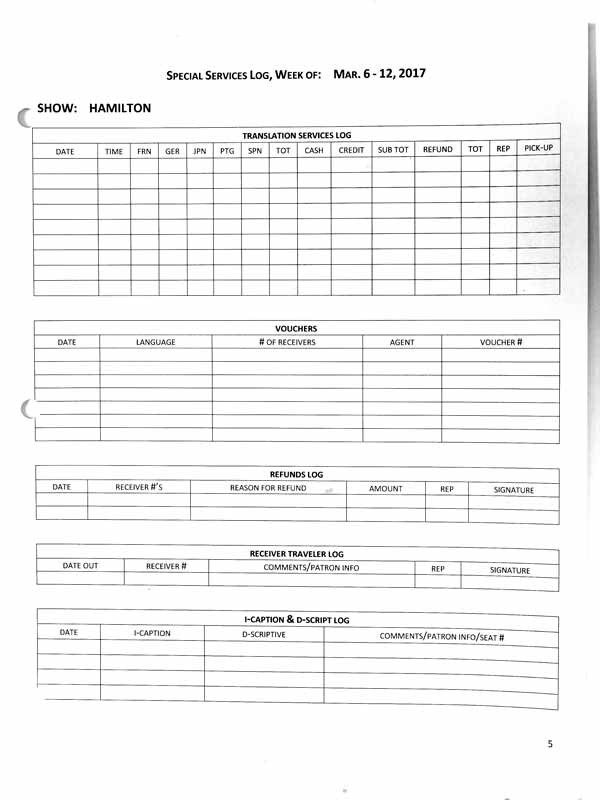 SPECIAL SERVICES LOG, WEEK OF: MAR. 6 - 12, 2017
SHOW: HAMILTON
TRANSLATION SERVICES LOG
DATE TIME FRN GER JPN PTG SPN TOT CASH CREDIT SUB TOT REFUND TOT REP PICK-UP
VOUCHERS
DATE LANGUAGE # OF RECEIVERS AGENT VOUCHER #
REFUNDS LOG
DATE RECEIVER #'S REASON FOR REFUND AMOUNT REP SIGNATURE
RECEIVER TRAVELER LOG
DATE OUT RECEIVER # COMMENTS/PATRON INFO REP SIGNATURE
I-CAPTION & D-SCRIPT LOG
DATE I-CAPTION D-SCRIPTIVE COMMENTS/PATRON INFO/SEAT #
5